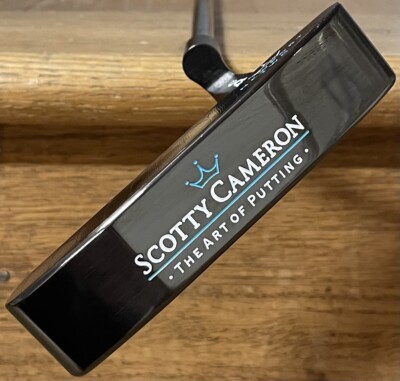 SCOTTY CAMERON
· THE ART OF PUTTING ·